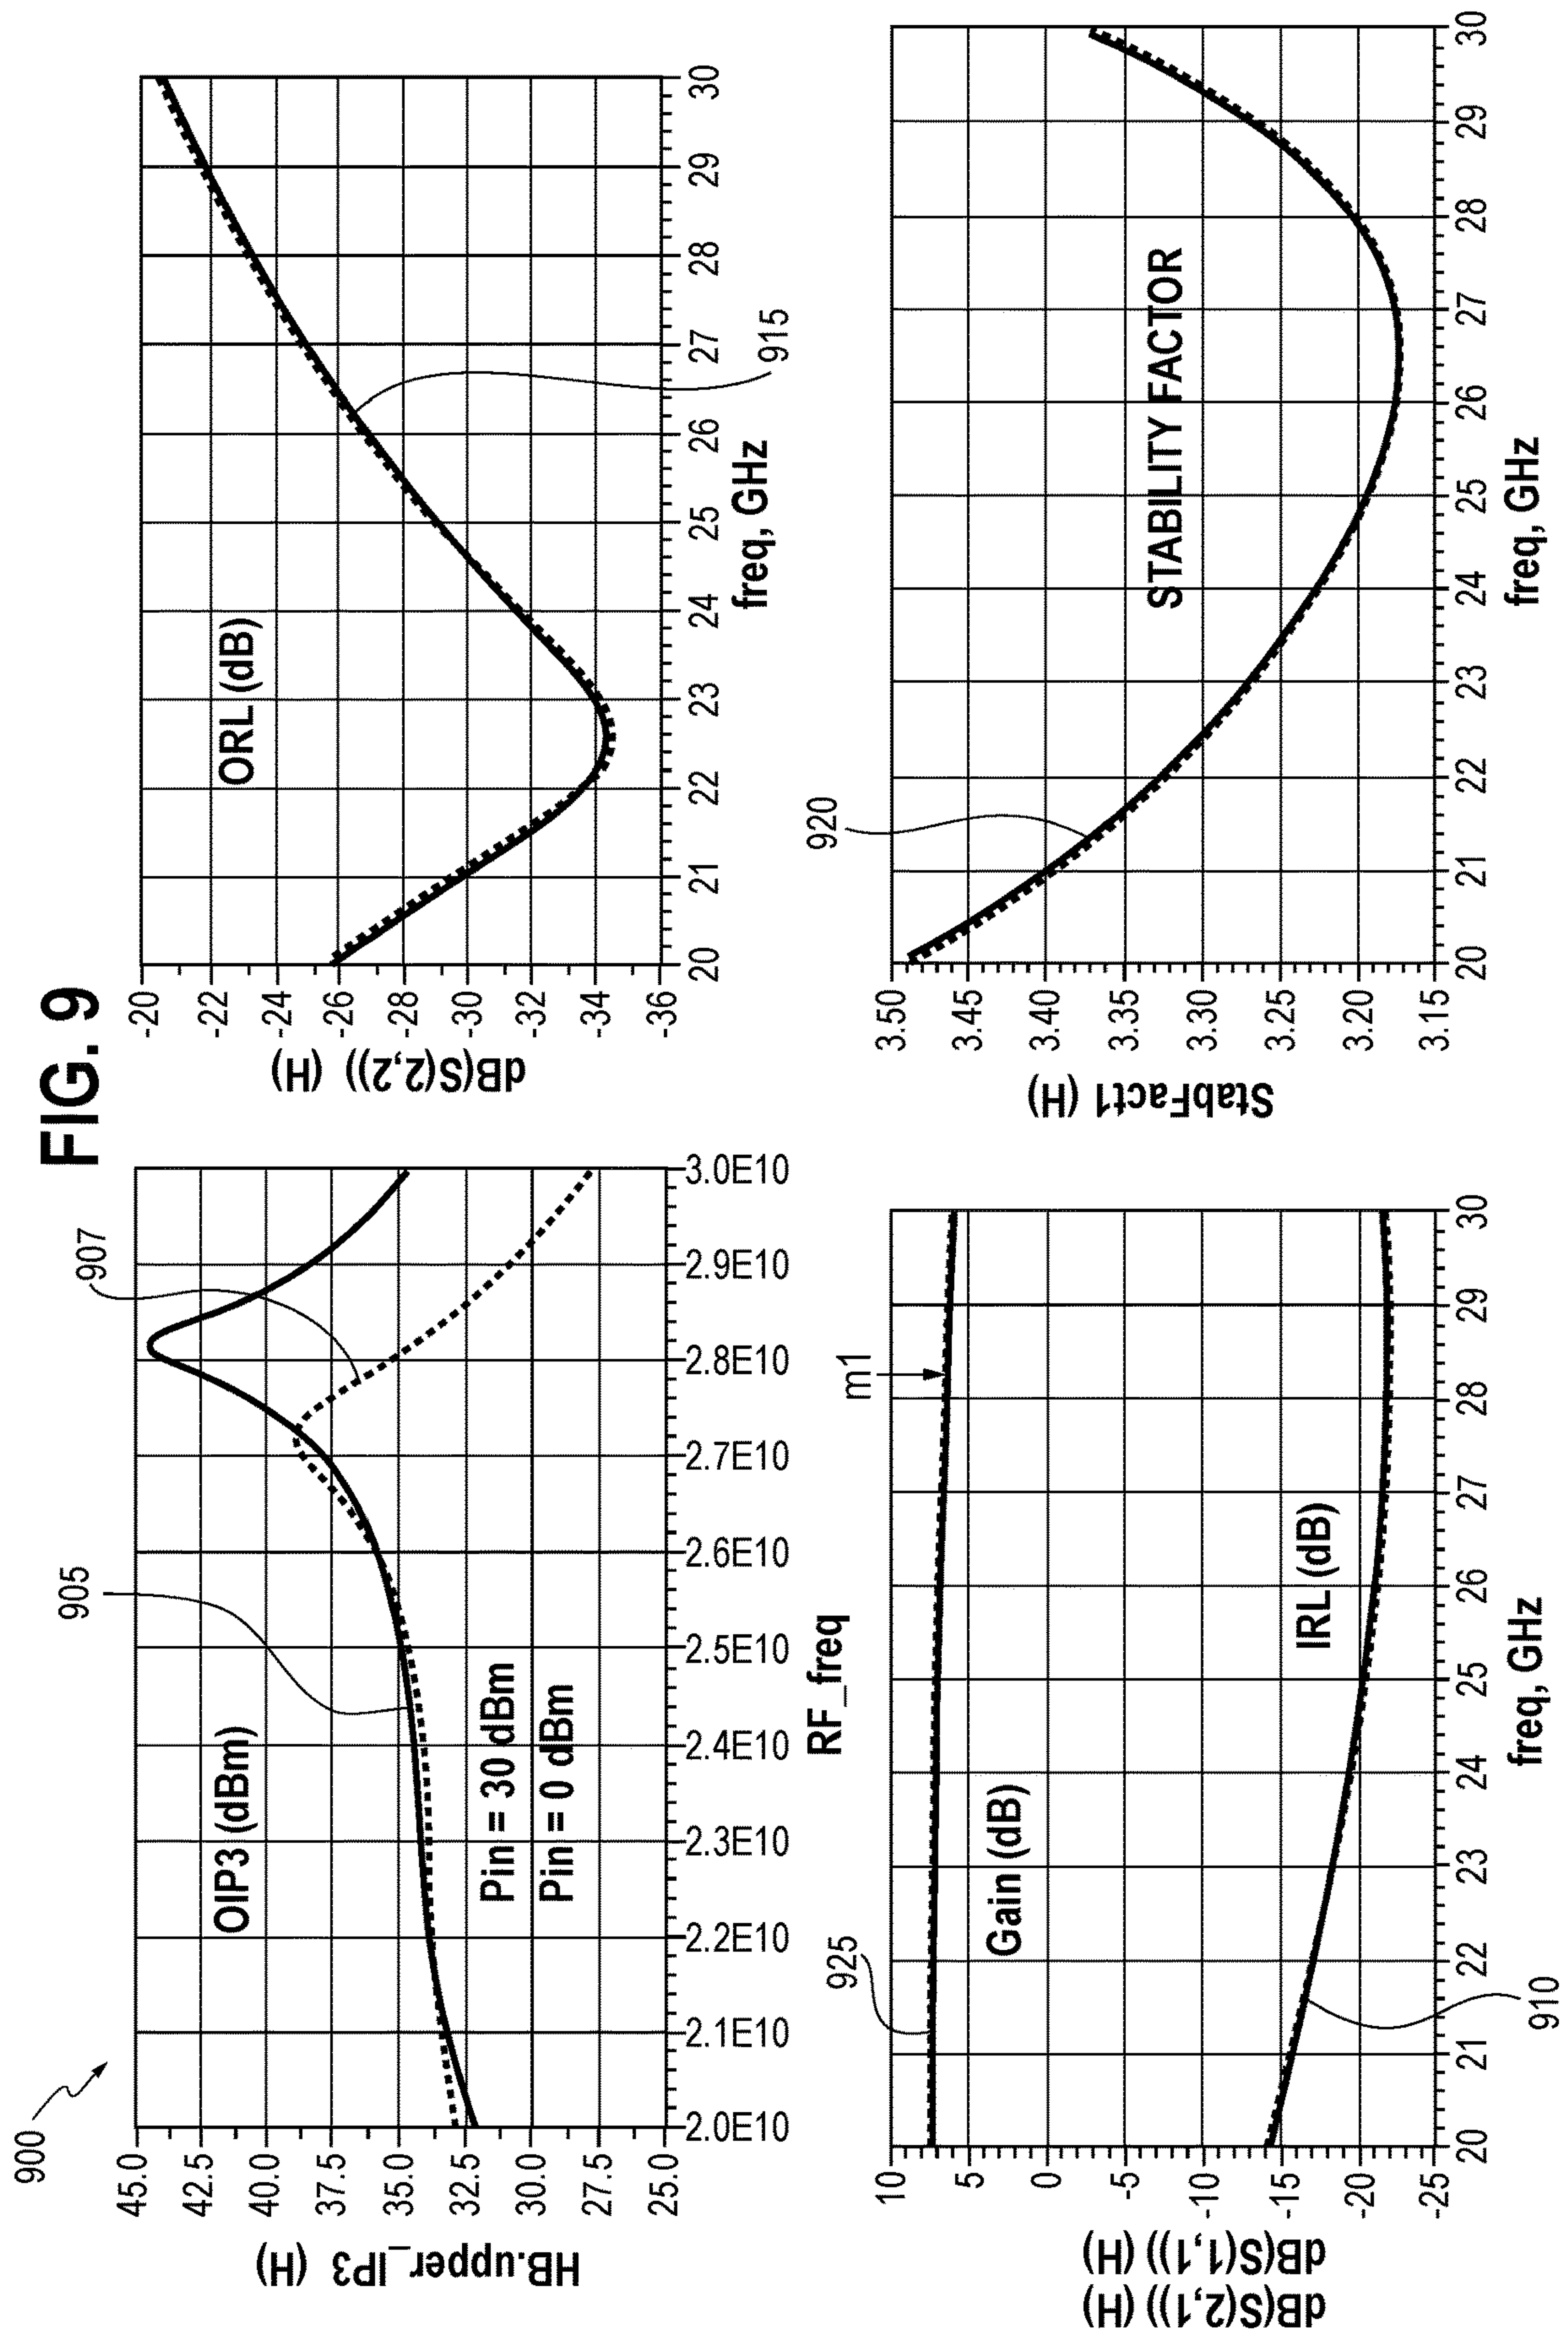 FIG. 9
900
905
907
OIP3 (dBm)
Pin = 30 dBm
Pin = 0 dBm
HB.upper_IP3 (H)
45.0
42.5
40.0
37.5
35.0
32.5
30.0
27.5
25.0
2.0E10 2.1E10 2.2E10 2.3E10 2.4E10 2.5E10 2.6E10 2.7E10 2.8E10 2.9E10 3.0E10
RF_freq
ORL (dB)
915
dB(S(2,2)) (H)
-20
-22
-24
-26
-28
-30
-32
-34
-36
20 21 22 23 24 25 26 27 28 29 30
freq, GHz
925
m1
Gain (dB)
IRL (dB)
910
dB(S(2,1)) (H)
dB(S(1,1)) (H)
10
5
0
-5
-10
-15
-20
-25
20 21 22 23 24 25 26 27 28 29 30
freq, GHz
920
STABILITY FACTOR
StabFact1 (H)
3.50
3.45
3.40
3.35
3.30
3.25
3.20
3.15
20 21 22 23 24 25 26 27 28 29 30
freq, GHz